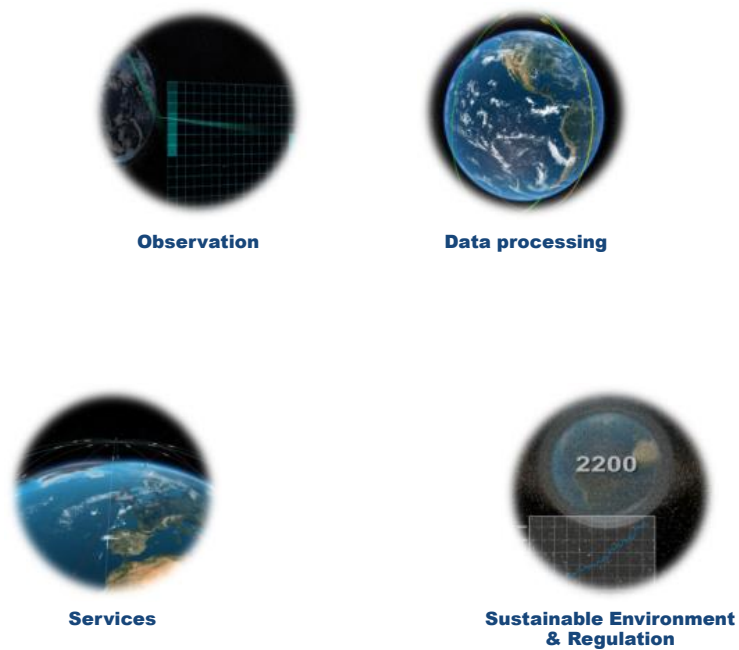 Observation
Data processing
2200
Services
Sustainable Environment
& Regulation